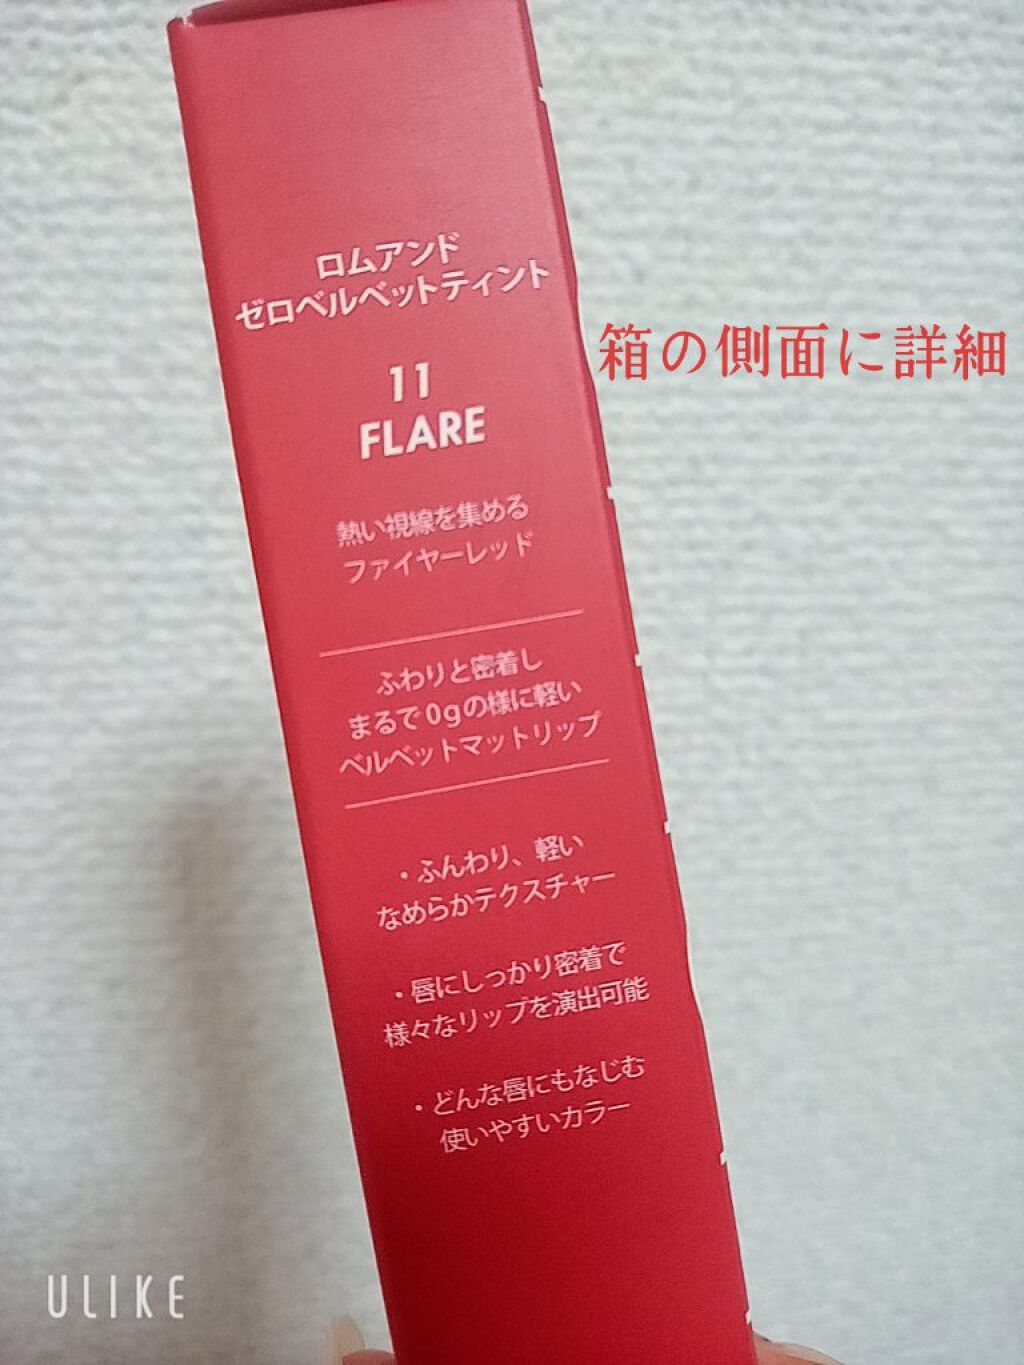 ロムアンド
ゼロベルベットティント
11
FLARE
熱い視線を集める
ファイヤーレッド
ふわりと密着し
まるで0gの様に軽い
ベルベットマットリップ
・ふんわり、軽い
なめらかテクスチャー
・唇にしっかり密着で
様々なリップを演出可能
・どんな唇にもなじむ
使いやすいカラー
箱の側面に詳細
ULIKE